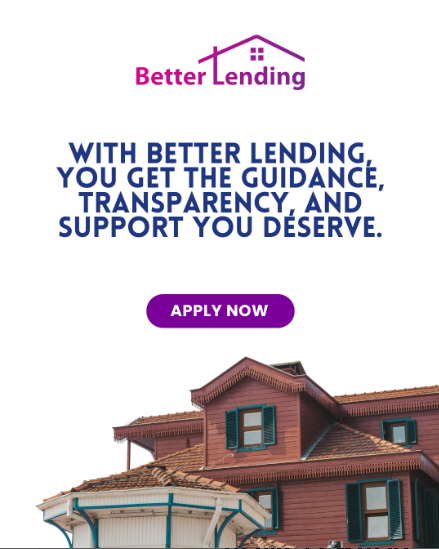 Better Lending
WITH BETTER LENDING,
YOU GET THE GUIDANCE,
TRANSPARENCY, AND
SUPPORT YOU DESERVE.
APPLY NOW